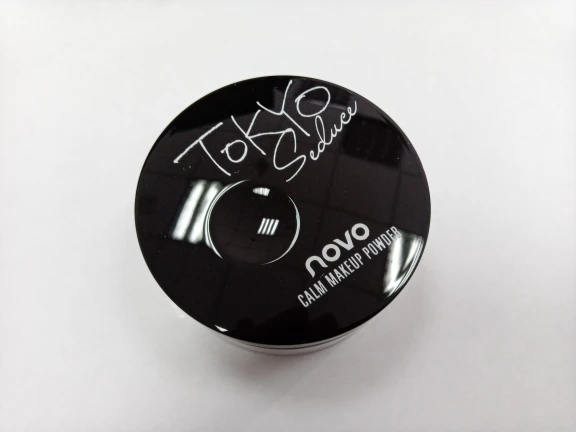 TOKYO
Seduce
novo
CALM MAKEUP POWDER